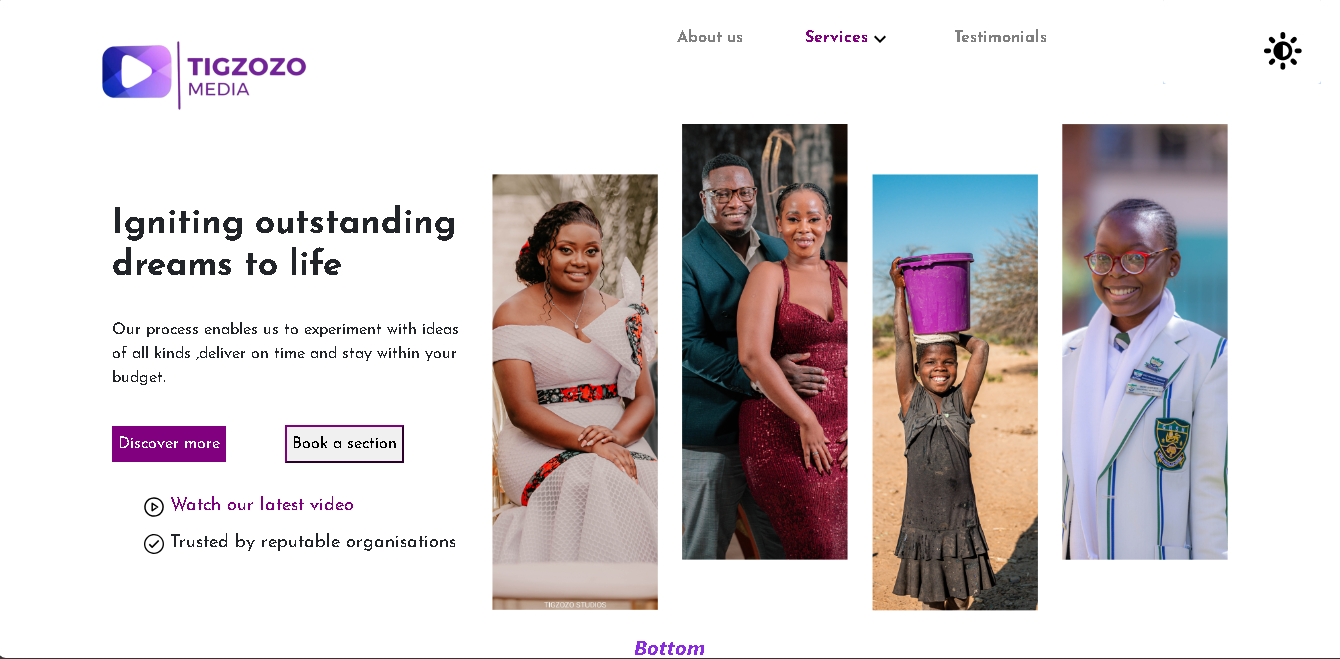 About us
Services
Testimonials
TIGZOZO
MEDIA
Igniting outstanding
dreams to life
Our process enables us to experiment with ideas
of all kinds ,deliver on time and stay within your
budget.
Discover more
Book a section
Watch our latest video
Trusted by reputable organisations
TIGZOZO STUDIOS
Bottom